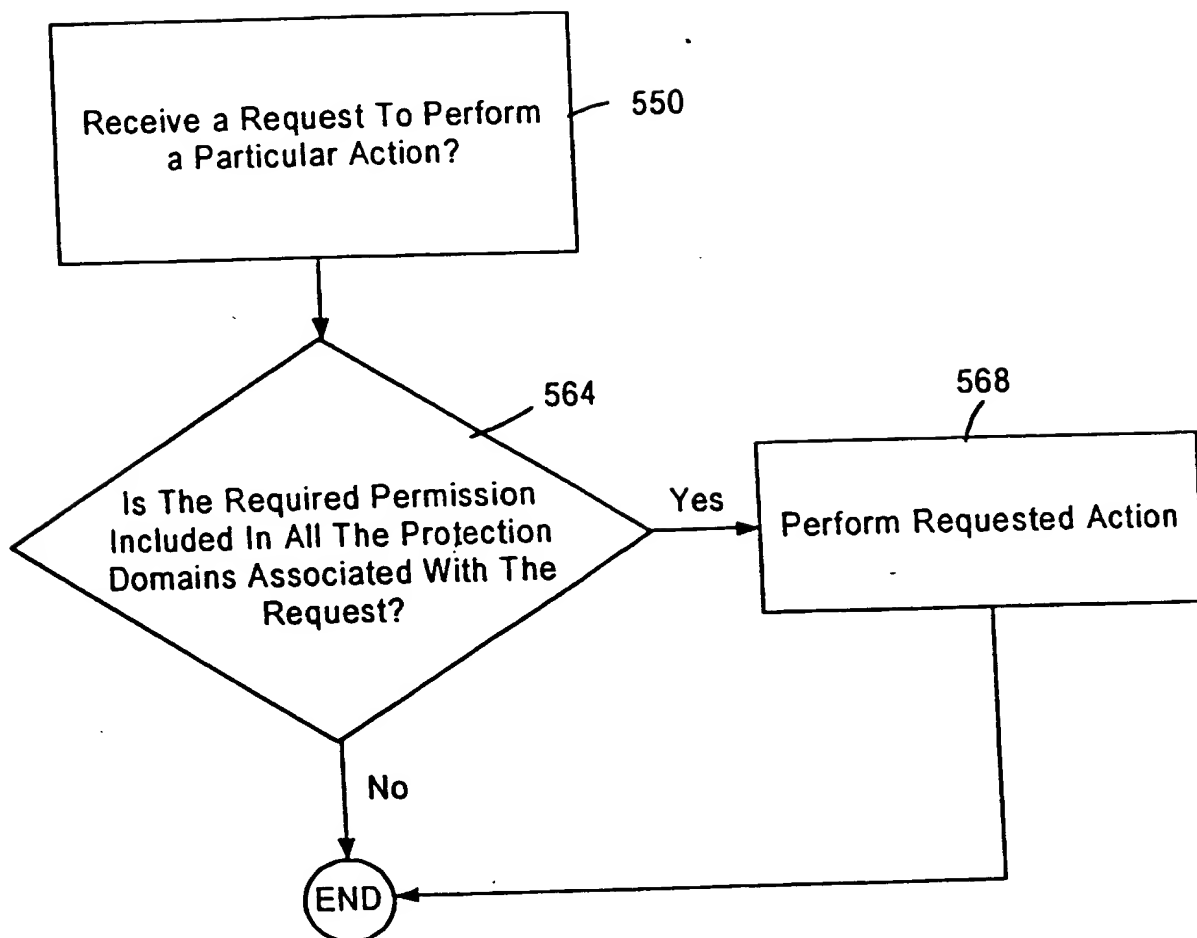 Receive a Request To Perform
a Particular Action?
550
564
Is The Required Permission
Included In All The Protection
Domains Associated With The
Request?
Yes
568
Perform Requested Action
No
END